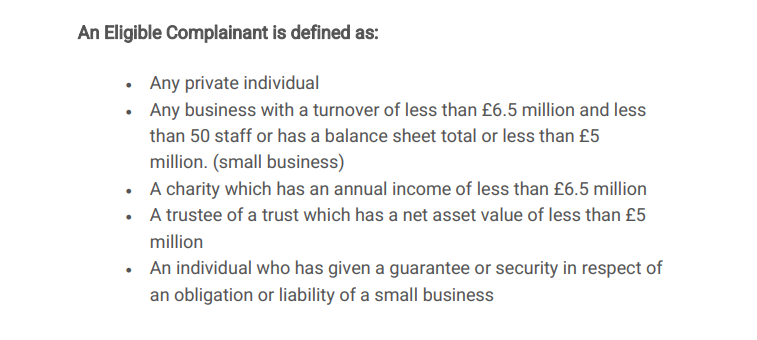 An Eligible Complainant is defined as:
• Any private individual
• Any business with a turnover of less than £6.5 million and less
than 50 staff or has a balance sheet total or less than £5
million. (small business)
• A charity which has an annual income of less than £6.5 million
• A trustee of a trust which has a net asset value of less than £5
million
• An individual who has given a guarantee or security in respect of
an obligation or liability of a small business